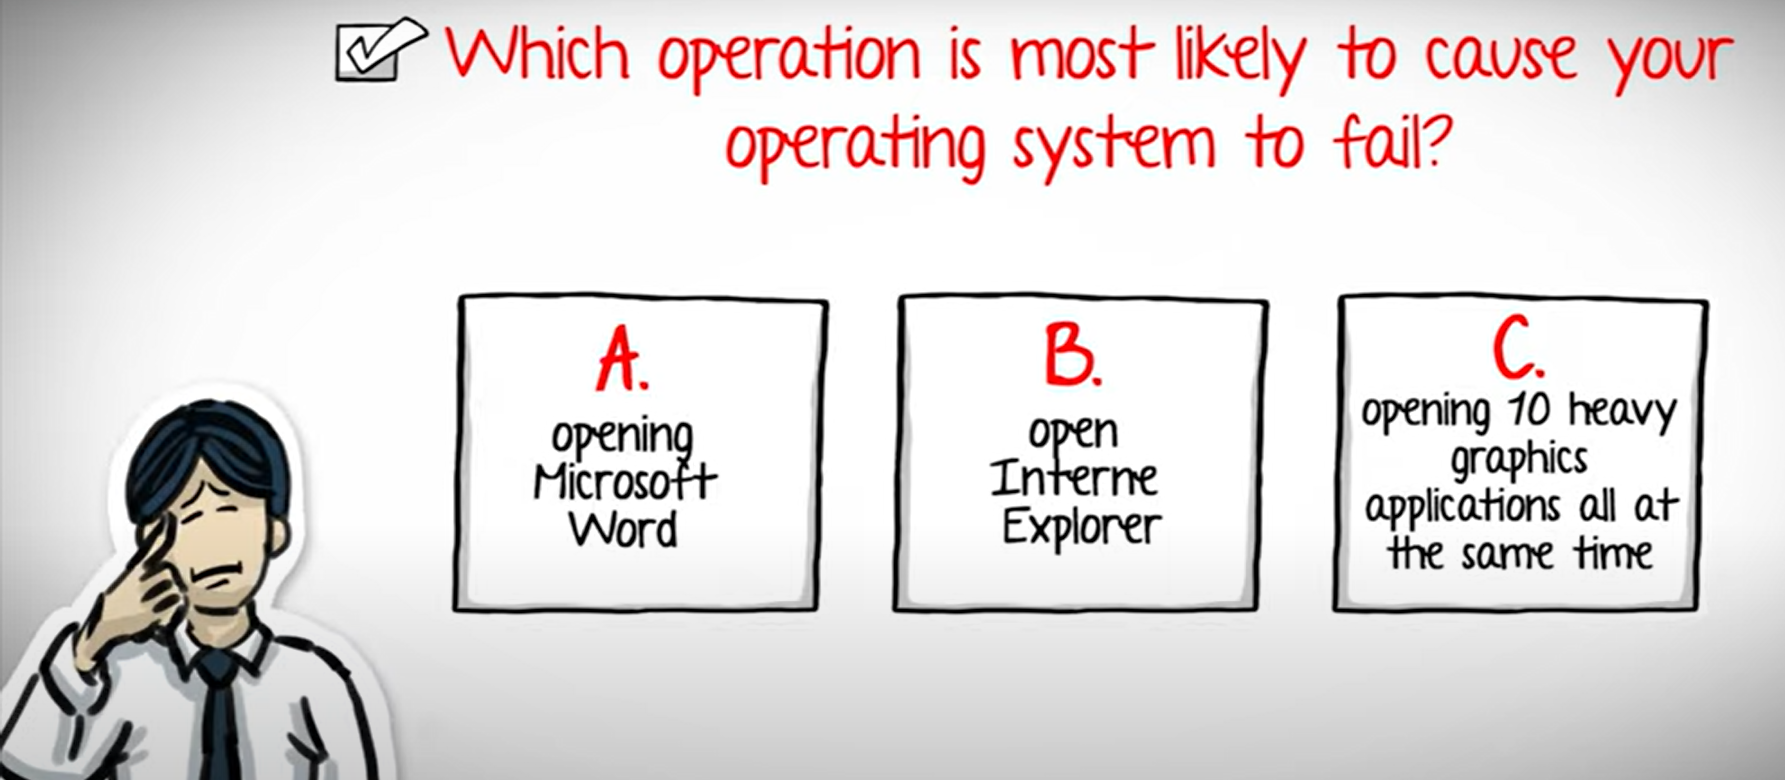 Which operation is most likely to cause your
operating system to fail?
A.
opening
Microsoft
Word
B.
open
Interne
Explorer
C.
opening 10 heavy
graphics
applications all at
the same time